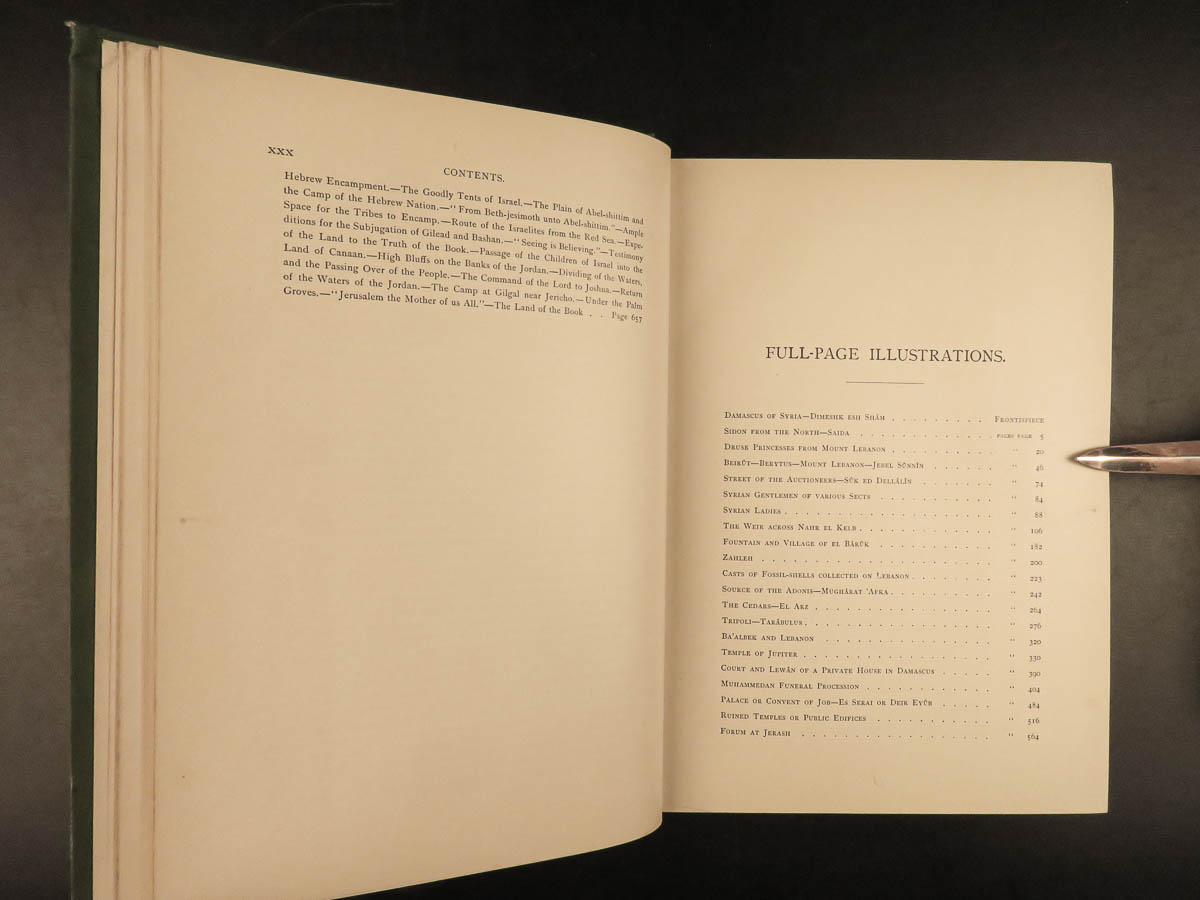 xxx
CONTENTS.
Hebrew Encampment.—The Goodly Tents of Israel.—The Plain of Abel-shittim and
the Camp of the Hebrew Nation.—"From Beth-jesimoth unto Abel-shittim."—Ample
Space for the Tribes to Encamp.—Route of the Israelites from the Red Sea.—Expe-
ditions for the Subjugation of Gilead and Bashan.—"Seeing is Believing."—Testimony
of the Land to the Truth of the Book.—Passage of the Children of Israel into the
Land of Canaan.—High Bluffs on the Banks of the Jordan.—Dividing of the Waters,
and the Passing Over of the People.—The Command of the Lord to Joshua.—Return
of the Waters of the Jordan.—The Camp at Gilgal near Jericho.—Under the Palm
Groves.—"Jerusalem the Mother of us All."—The Land of the Book . . Page 657
FULL-PAGE ILLUSTRATIONS.
Damascus of Syria—Dimeshk esh Shâm . . . . . . . . . Frontispiece
Sidon from the North—Saida . . . . . . . . . . . . faces page 5
Druse Princesses from Mount Lebanon . . . . . . . . . . " 20
Beirût—Berytus—Mount Lebanon—Jebel Sŭnnîn . . . . . . " 46
Street of the Auctioneers—Sûk ed Dellâlîn . . . . . . . " 74
Syrian Gentlemen of various Sects . . . . . . . . . . . " 84
Syrian Ladies . . . . . . . . . . . . . . . . . . . . " 88
The Weir across Nahr el Kelb . . . . . . . . . . . . . " 106
Fountain and Village of el Bârûk . . . . . . . . . . . " 182
Zahleh . . . . . . . . . . . . . . . . . . . . . . " 200
Casts of Fossil-shells collected on Lebanon . . . . . . . . " 223
Source of the Adonis—Mughârat 'Afka . . . . . . . . . . " 242
The Cedars—El Arz . . . . . . . . . . . . . . . . . " 264
Tripoli—Tarâbulus . . . . . . . . . . . . . . . . . . " 276
Ba'albek and Lebanon . . . . . . . . . . . . . . . . " 320
Temple of Jupiter . . . . . . . . . . . . . . . . . . " 330
Court and Lewân of a Private House in Damascus . . . . . " 390
Muhammedan Funeral Procession . . . . . . . . . . . . " 404
Palace or Convent of Job—Es Serai or Deir Eyûb . . . . . " 484
Ruined Temples or Public Edifices . . . . . . . . . . . " 516
Forum at Jerash . . . . . . . . . . . . . . . . . . " 564